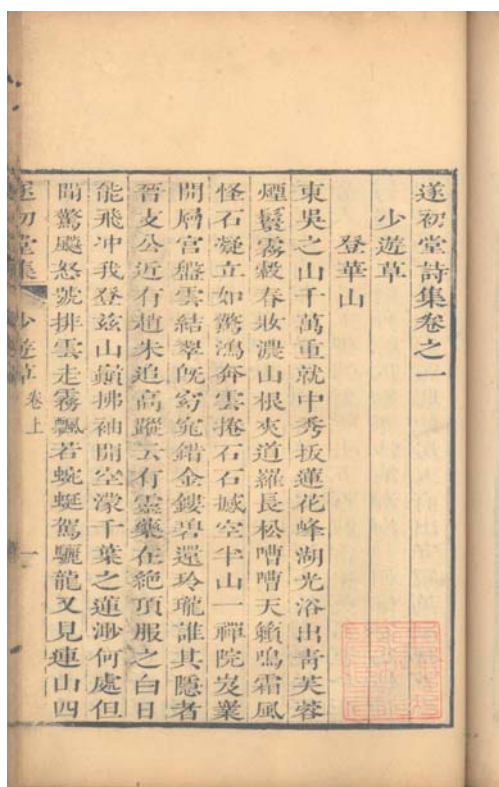 遂初堂詩集卷之一
少遊草
登華山
東吳之山千萬重就中秀拔蓮花峰湖光浴出青芙蓉
煙鬟霧縠春妝濃山根夾道羅長松嘈嘈天籟鳴霜風
怪石凝立如驚鴻奔雲捲石石撼空半山一禪院岌業
開層宮盤雲結翠旣窈窕錯金鏤碧還玲瓏誰其隱者
晉支公近有趙朱追高蹤云有靈藥在絶頂服之白日
能飛冲我登玆山巔拂袖開空濛千葉之蓮渺何處但
聞驚飈怒號排雲走霧飄若蜿蜒駕驪龍又見連山四
遂初堂集
少遊草
卷上
一